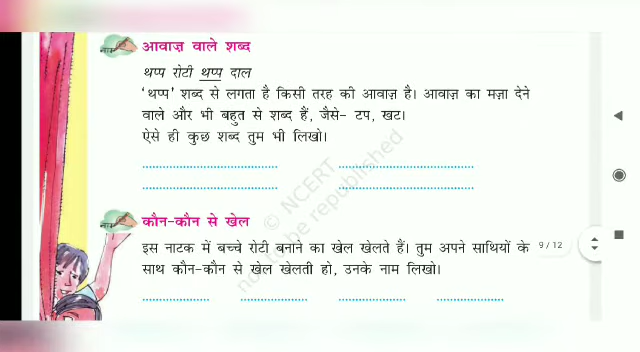 आवाज़ वाले शब्द
थप्प रोटी थप्प दाल
'थप्प' शब्द से लगता है किसी तरह की आवाज़ है। आवाज़ का मज़ा देने
वाले और भी बहुत से शब्द हैं, जैसे– टप, खट।
ऐसे ही कुछ शब्द तुम भी लिखो।
© NCERT
not to be republished
कौन-कौन से खेल
इस नाटक में बच्चे रोटी बनाने का खेल खेलते हैं। तुम अपने साथियों के
साथ कौन-कौन से खेल खेलती हो, उनके नाम लिखो।
9/12